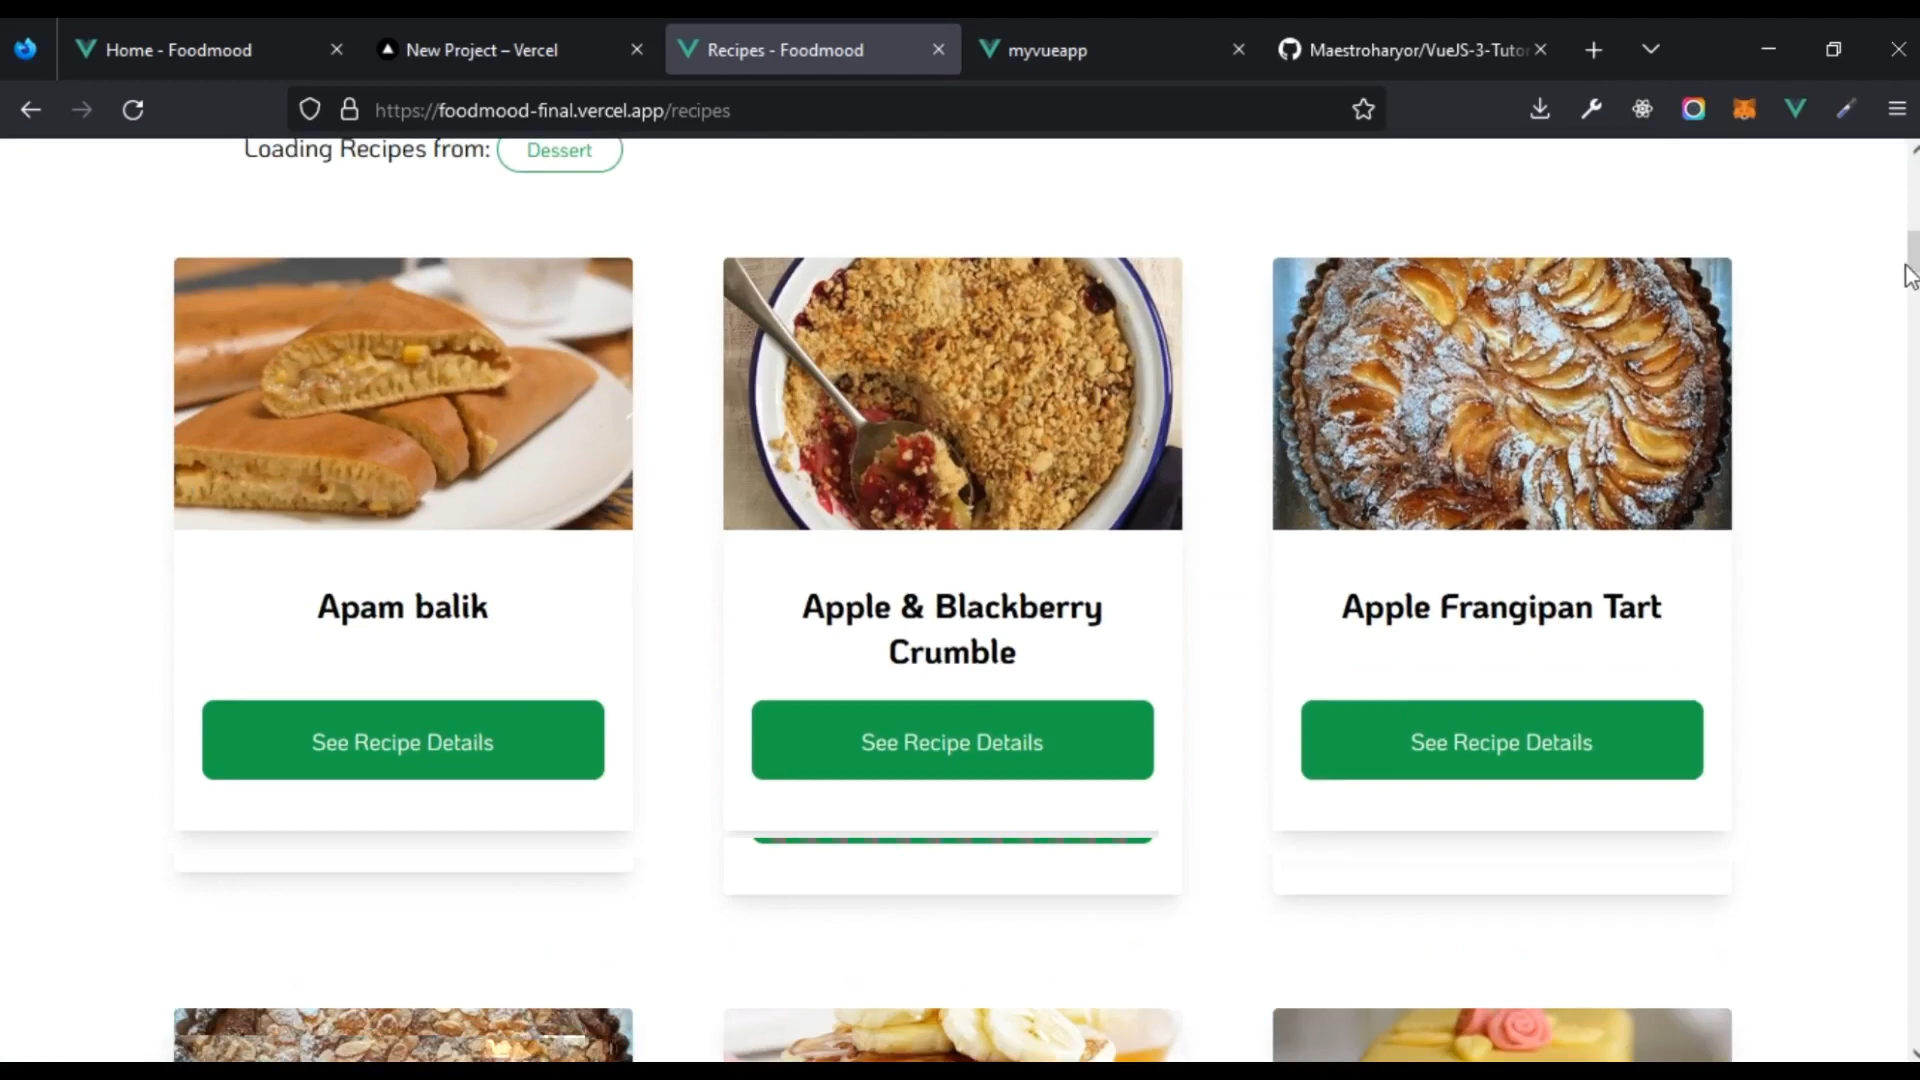 Home - Foodmood
New Project – Vercel
Recipes - Foodmood
myvueapp
Maestroharyor/VueJS-3-Tutor
https://foodmood-final.vercel.app/recipes
Loading Recipes from: Dessert
Apam balik
Apple & Blackberry
Crumble
Apple Frangipan Tart
See Recipe Details
See Recipe Details
See Recipe Details